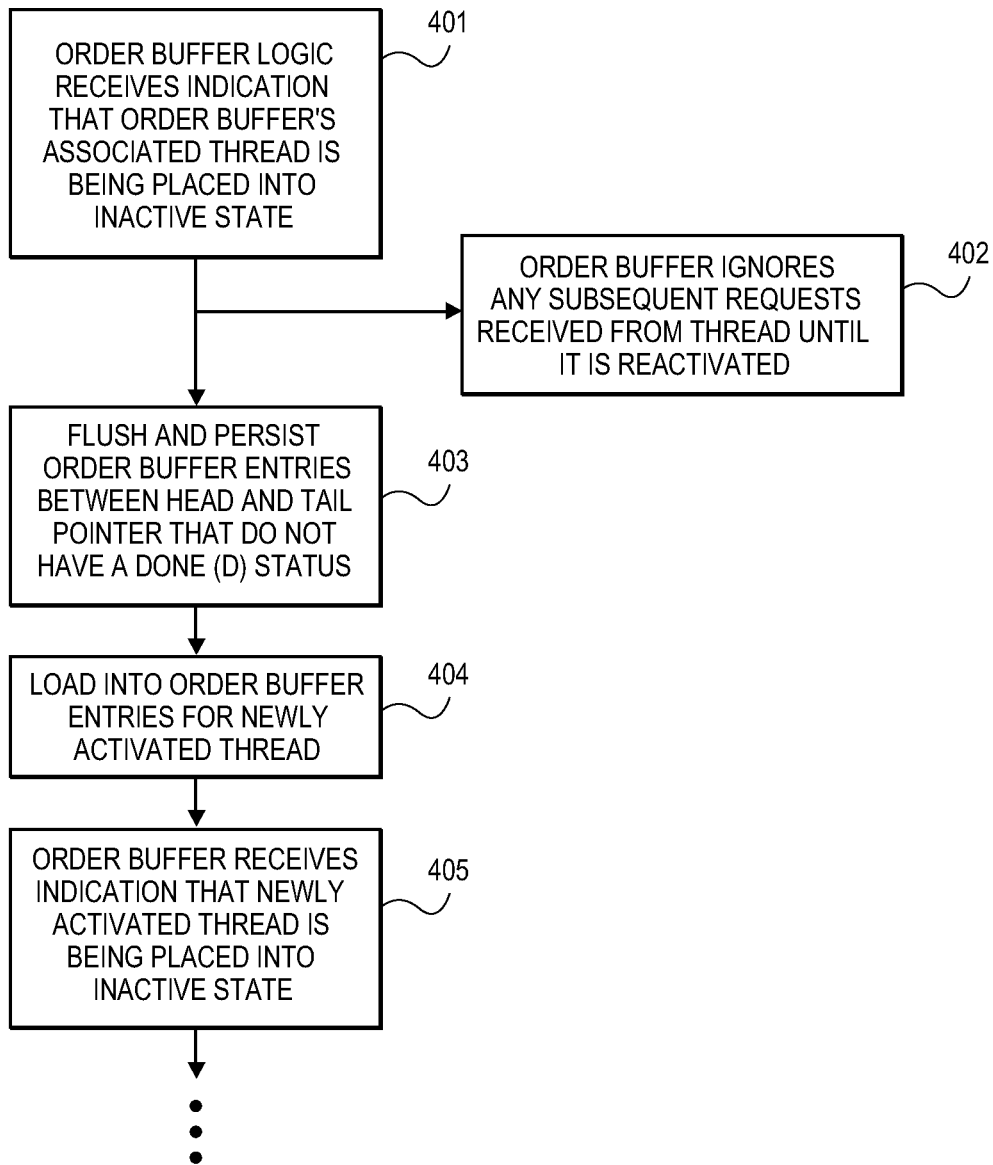 ORDER BUFFER LOGIC
RECEIVES INDICATION
THAT ORDER BUFFER'S
ASSOCIATED THREAD IS
BEING PLACED INTO
INACTIVE STATE
401
ORDER BUFFER IGNORES
ANY SUBSEQUENT REQUESTS
RECEIVED FROM THREAD UNTIL
IT IS REACTIVATED
402
FLUSH AND PERSIST
ORDER BUFFER ENTRIES
BETWEEN HEAD AND TAIL
POINTER THAT DO NOT
HAVE A DONE (D) STATUS
403
LOAD INTO ORDER BUFFER
ENTRIES FOR NEWLY
ACTIVATED THREAD
404
ORDER BUFFER RECEIVES
INDICATION THAT NEWLY
ACTIVATED THREAD IS
BEING PLACED INTO
INACTIVE STATE
405